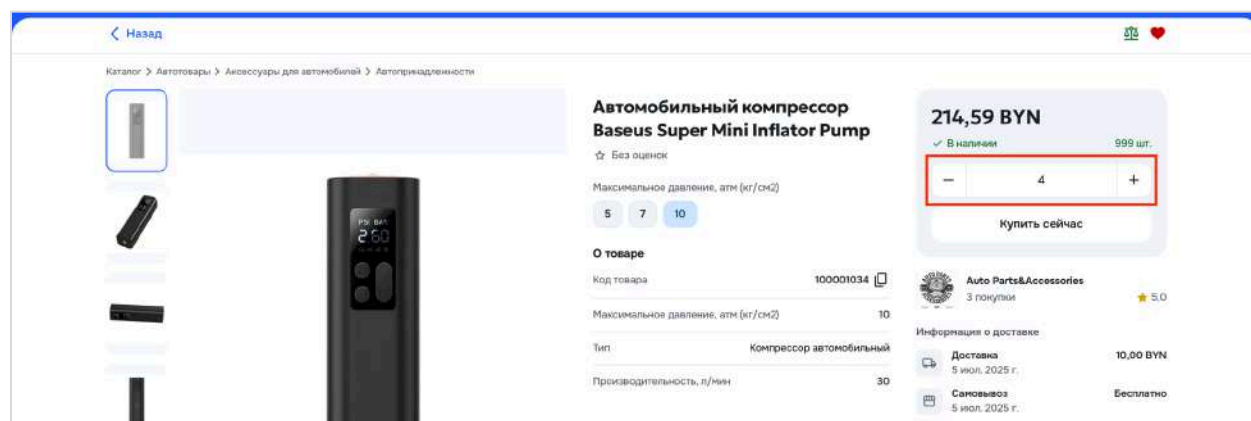 Назад
Каталог > Автотовары > Аксессуары для автомобилей > Автопринадлежности
Автомобильный компрессор
Baseus Super Mini Inflator Pump
Без оценок
Максимальное давление, атм (кг/см2)
5 7 10
О товаре
Код товара 100001034
Максимальное давление, атм (кг/см2) 10
Тип Компрессор автомобильный
Производительность, л/мин 30
214,59 BYN
В наличии 999 шт.
− 4 +
Купить сейчас
Auto Parts&Accessories
3 покупки 5,0
Информация о доставке
Доставка 10,00 BYN
5 июл. 2025 г.
Самовывоз Бесплатно
5 июл. 2025 г.